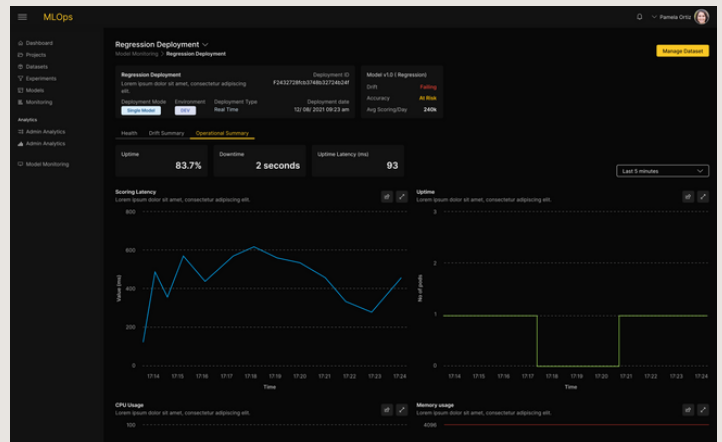 MLOps
Pamela Ortiz
Dashboard
Projects
Datasets
Experiments
Models
Monitoring
Analytics
Admin Analytics
Admin Analytics
Model Monitoring
Regression Deployment
Model Monitoring > Regression Deployment
Manage Dataset
Regression Deployment
Lorem ipsum dolor sit amet, consectetur adipiscing elit.
Deployment ID
F2432728fcb3748b32724b24f
Deployment Mode
Single Model
Environment
DEV
Deployment Type
Real Time
Deployment date
12/ 08/ 2021 09:23 am
Model v1.0 ( Regression)
Drift Failing
Accuracy At Risk
Avg Scoring/Day 240k
Health Drift Summary Operational Summary
Uptime
83.7%
Downtime
2 seconds
Uptime Latency (ms)
93
Last 5 minutes
Scoring Latency
Lorem ipsum dolor sit amet, consectetur adipiscing elit.
800
600
400
200
0
Value (ms)
17:14 17:15 17:16 17:17 17:18 17:19 17:20 17:21 17:22 17:23 17:24
Time
Uptime
Lorem ipsum dolor sit amet, consectetur adipiscing elit.
3
2
1
0
No of pods
17:14 17:15 17:16 17:17 17:18 17:19 17:20 17:21 17:22 17:23 17:24
Time
CPU Usage
Lorem ipsum dolor sit amet, consectetur adipiscing elit.
100
Memory usage
Lorem ipsum dolor sit amet, consectetur adipiscing elit.
4096